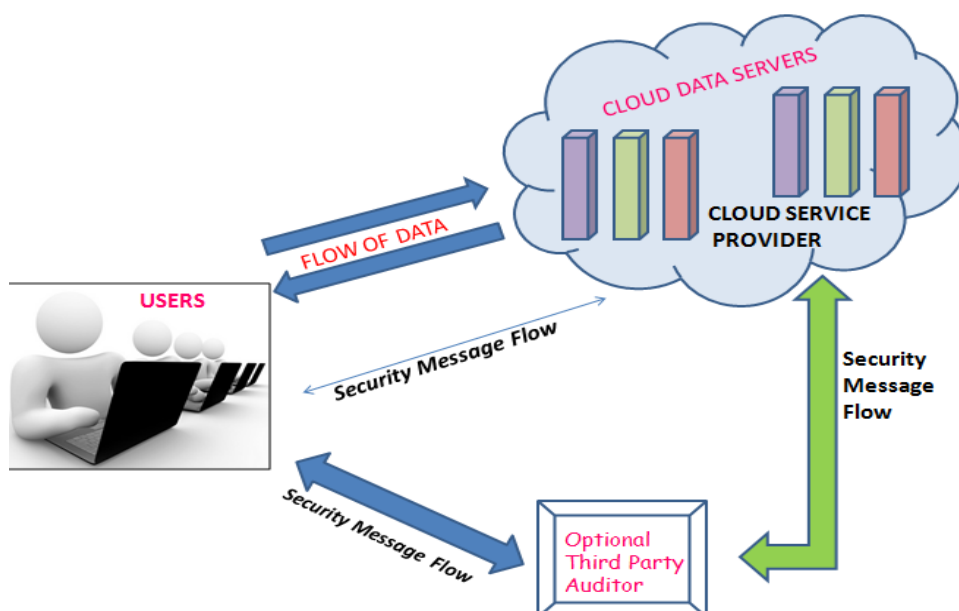 CLOUD DATA SERVERS
CLOUD SERVICE
PROVIDER
FLOW OF DATA
USERS
Security Message Flow
Security
Message
Flow
Security Message Flow
Optional
Third Party
Auditor